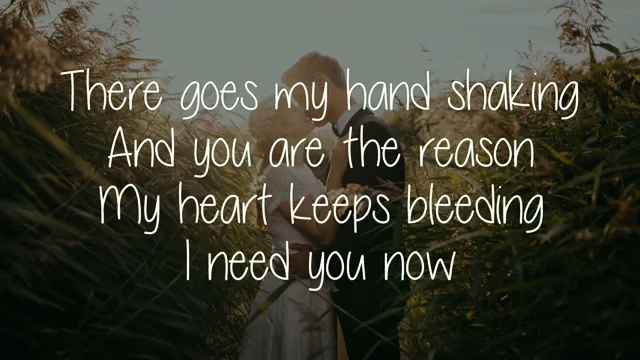 There goes my hand shaking
And you are the reason
My heart keeps bleeding
I need you now